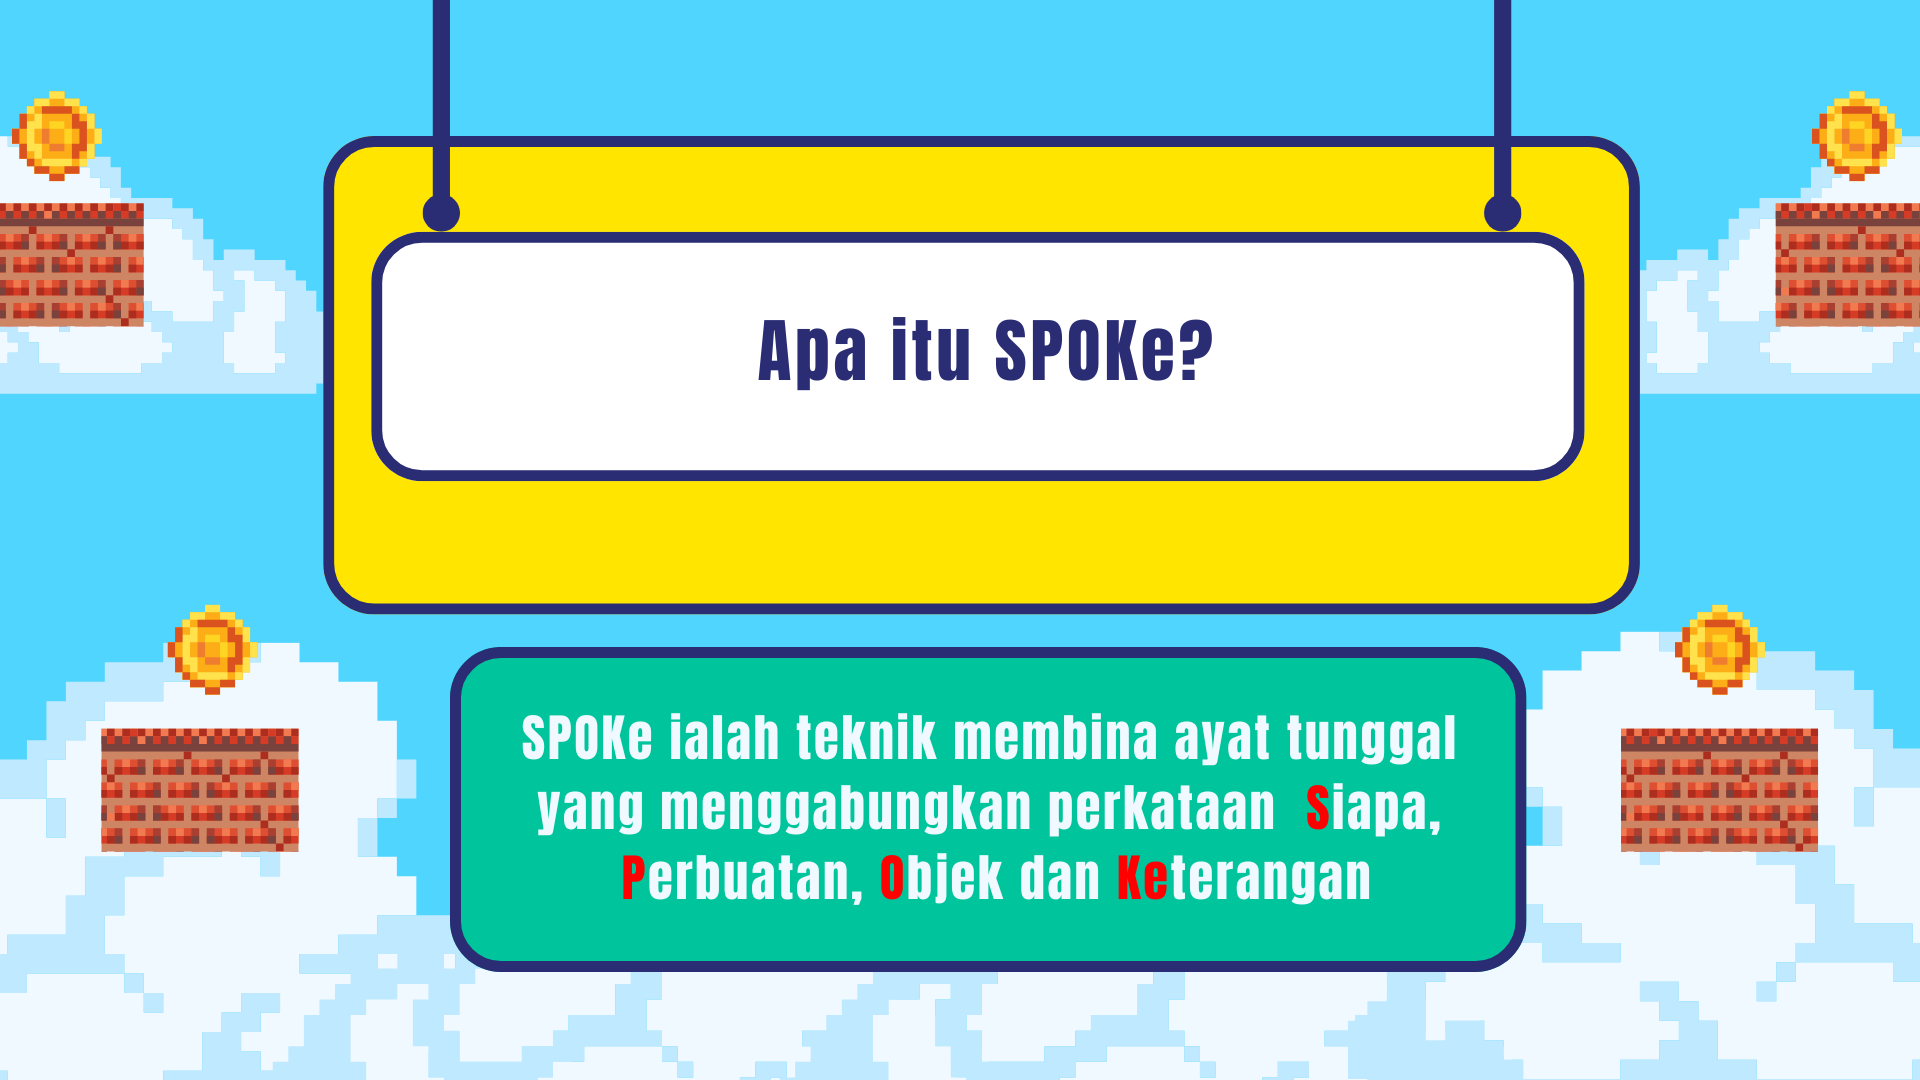 Apa itu SPOKe?
SPOKe ialah teknik membina ayat tunggal
yang menggabungkan perkataan  Siapa,
Perbuatan, Objek dan Keterangan